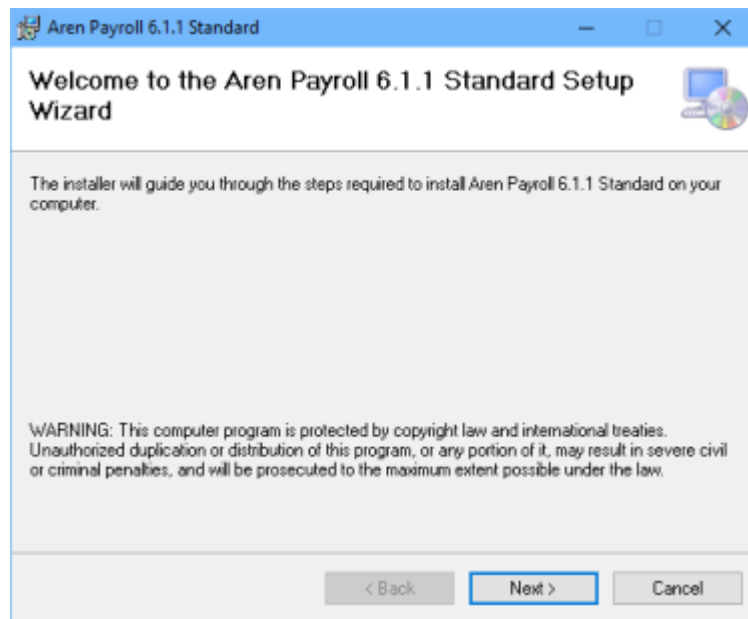 Aren Payroll 6.1.1 Standard
Welcome to the Aren Payroll 6.1.1 Standard Setup
Wizard
The installer will guide you through the steps required to install Aren Payroll 6.1.1 Standard on your
computer.
WARNING: This computer program is protected by copyright law and international treaties.
Unauthorized duplication or distribution of this program, or any portion of it, may result in severe civil
or criminal penalties, and will be prosecuted to the maximum extent possible under the law.
< Back Next > Cancel